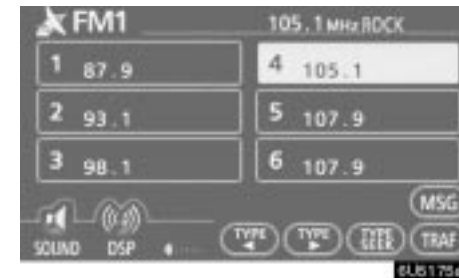 FM1 105.1 MHz ROCK
1 87.9
4 105.1
2 93.1
5 107.9
3 98.1
6 107.9
MSG
SOUND DSP TYPE TYPE TYPE SEEK TRAF